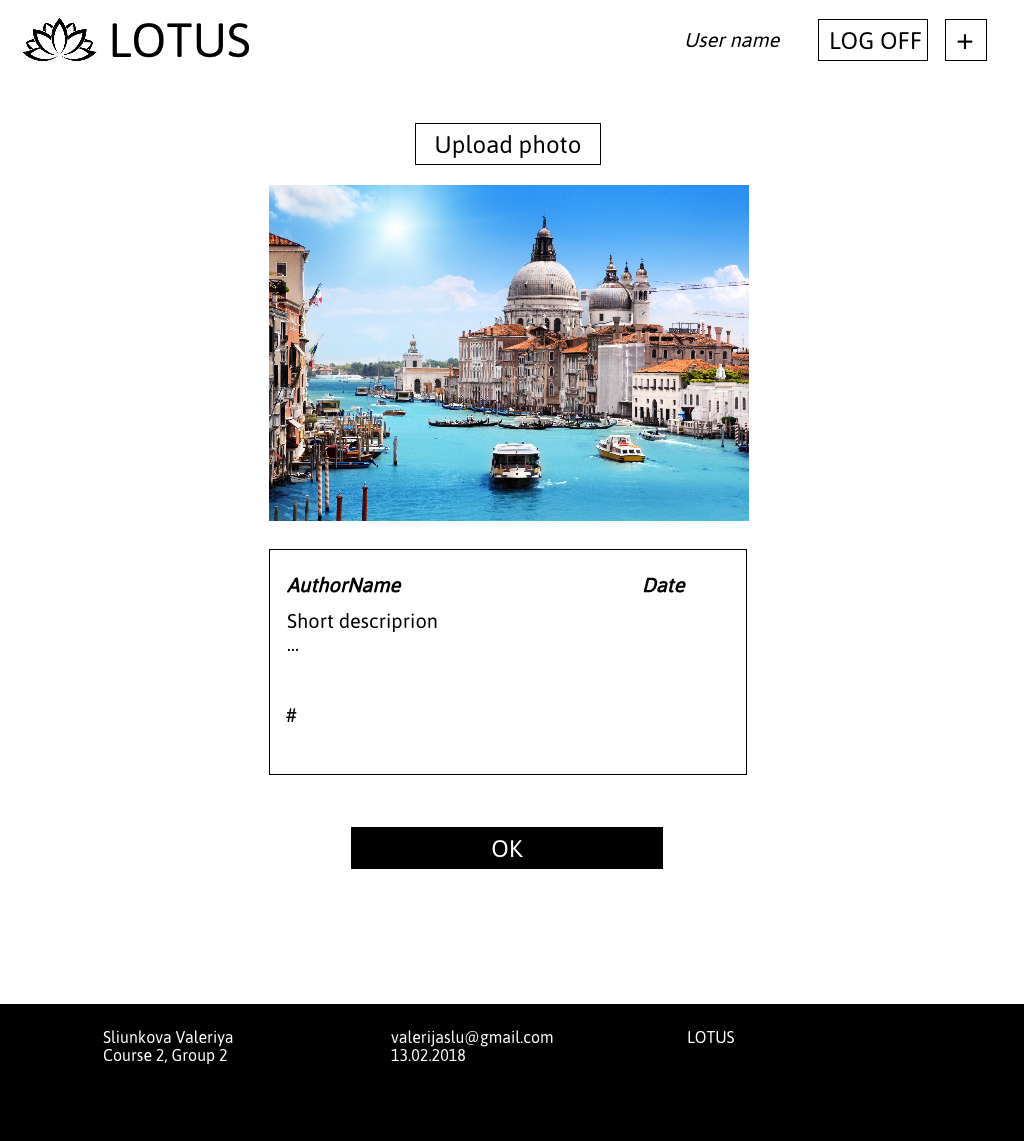 LOTUS
User name
LOG OFF
+
Upload photo
AuthorName
Date
Short descriprion
...
#
OK
Sliunkova Valeriya
Course 2, Group 2
valerijaslu@gmail.com
13.02.2018
LOTUS